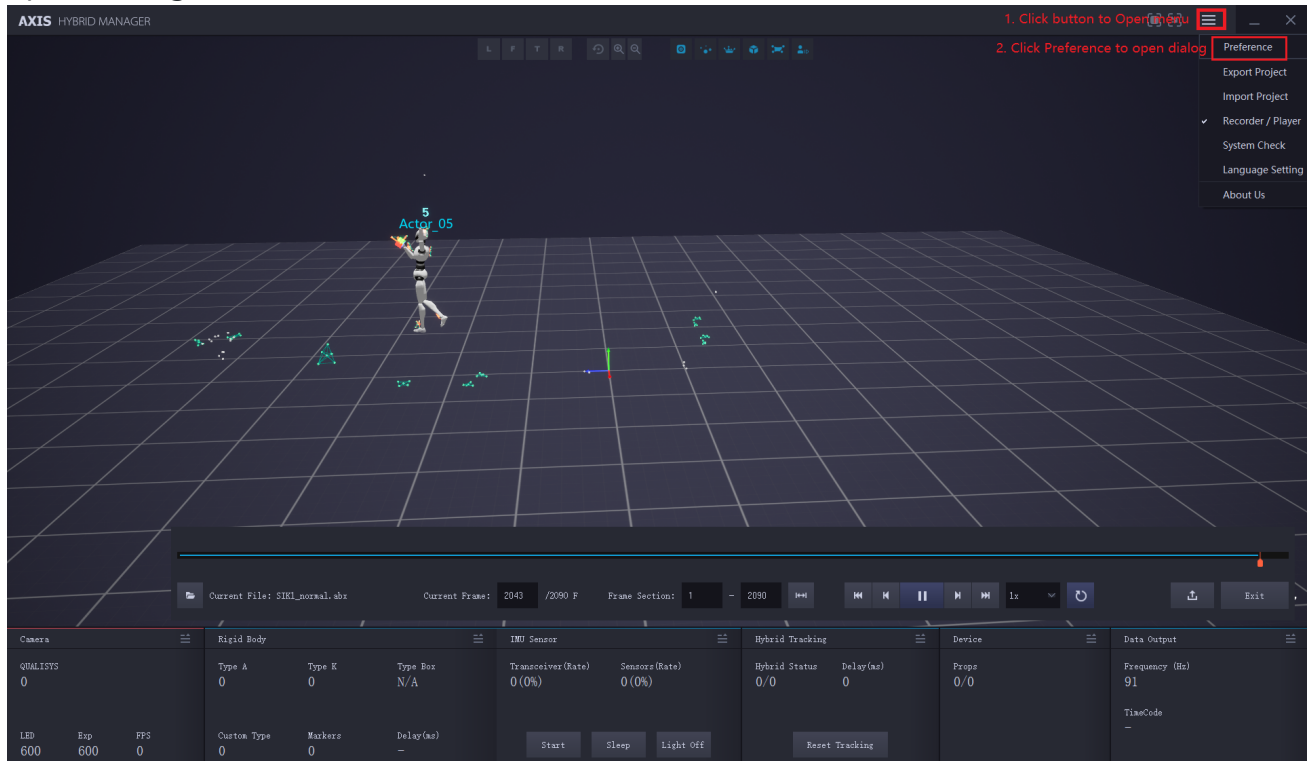 AXIS HYBRID MANAGER
1. Click button to Open menu
L F T R
2. Click Preference to open dialog
Preference
Export Project
Import Project
Recorder / Player
System Check
Language Setting
About Us
5
Actor_05
Current File: SIK1_normal.abx Current Frame: 2043 /2090 F Frame Section: 1 - 2090 1x Exit
Camera Rigid Body IMU Sensor Hybrid Tracking Device Data Output
QUALISYS Type A Type K Type Box Transceiver(Rate) Sensors(Rate) Hybrid Status Delay(ms) Props Frequency (Hz)
0 0 0 N/A 0(0%) 0(0%) 0/0 0 0/0 91
TimeCode
–
LED Exp FPS Custom Type Markers Delay(ms) Start Sleep Light Off Reset Tracking
600 600 0 0 0 –